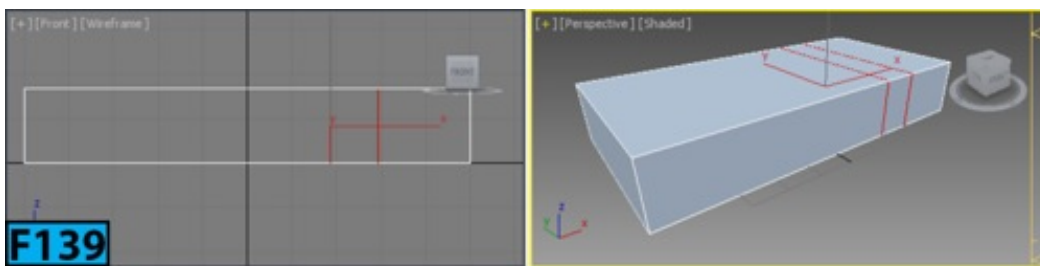 [+][Front][Wireframe]
FRONT
x
z
F139
[+][Perspective][Shaded]
Y
x
z
y
x